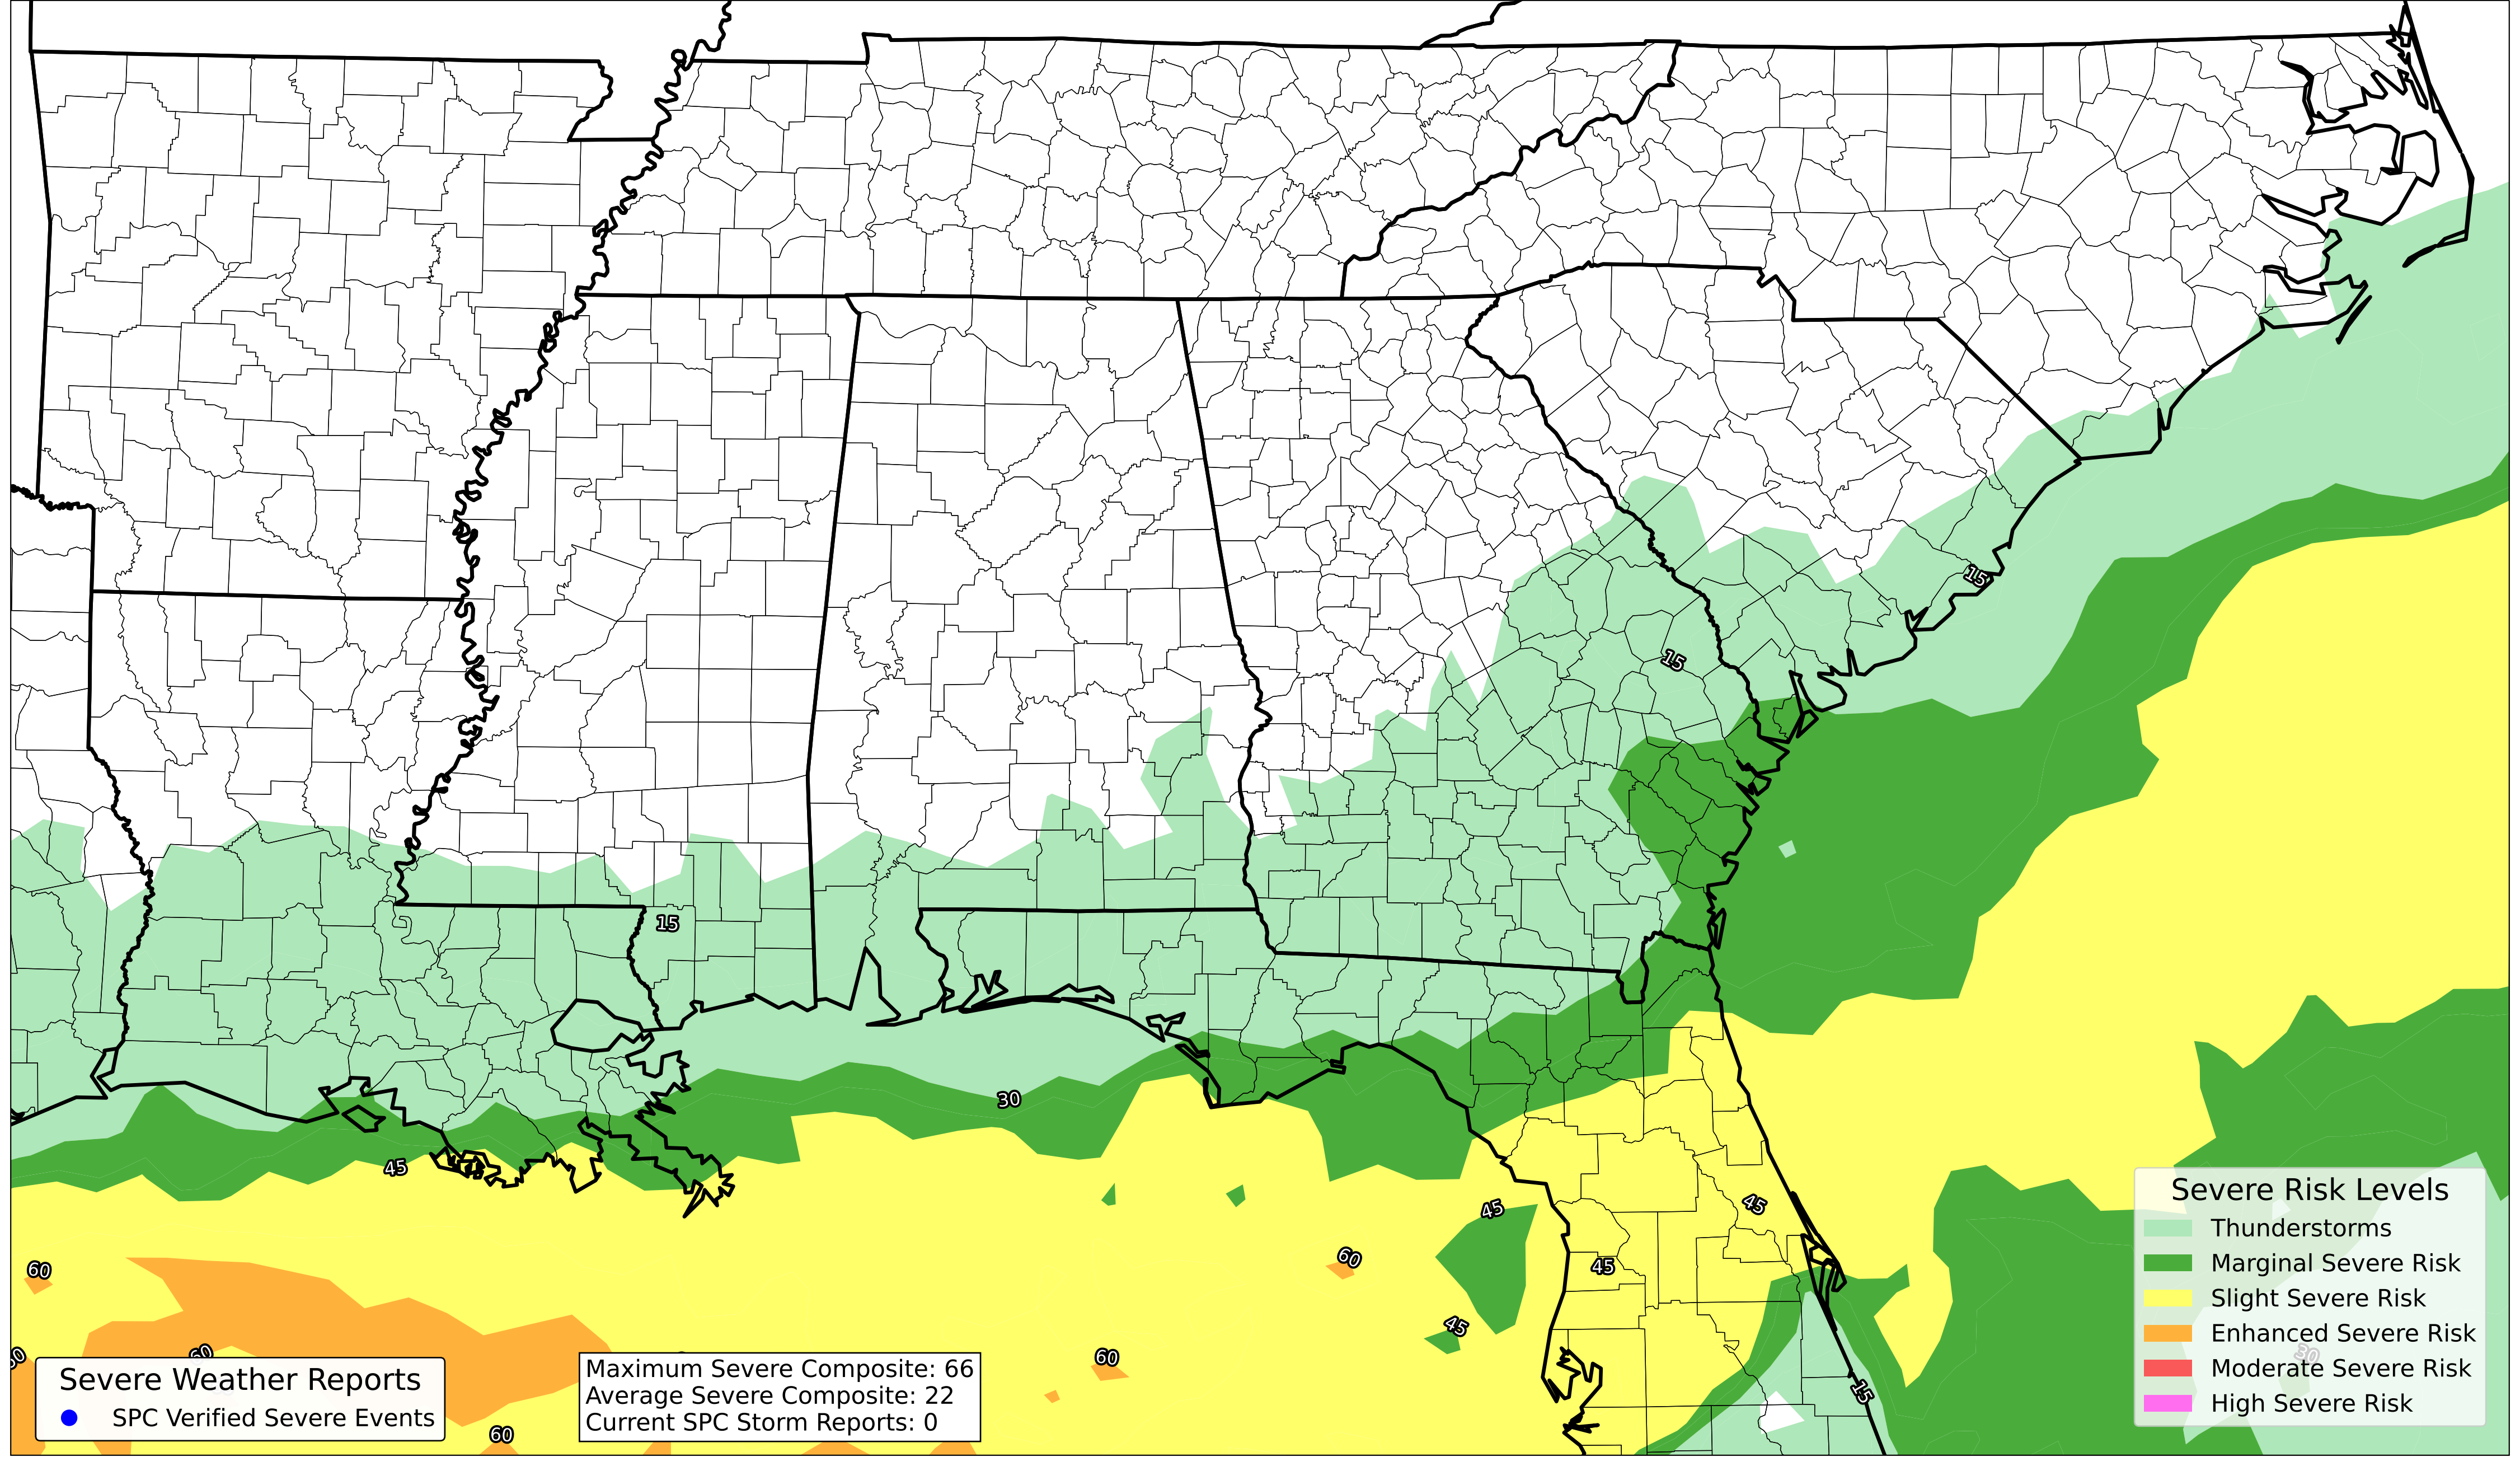 15
15
15
30
45
45
45
45
60
60
60
60
60
15
30
Severe Risk Levels
Thunderstorms
Marginal Severe Risk
Slight Severe Risk
Enhanced Severe Risk
Moderate Severe Risk
High Severe Risk
Severe Weather Reports
SPC Verified Severe Events
Maximum Severe Composite: 66
Average Severe Composite: 22
Current SPC Storm Reports: 0